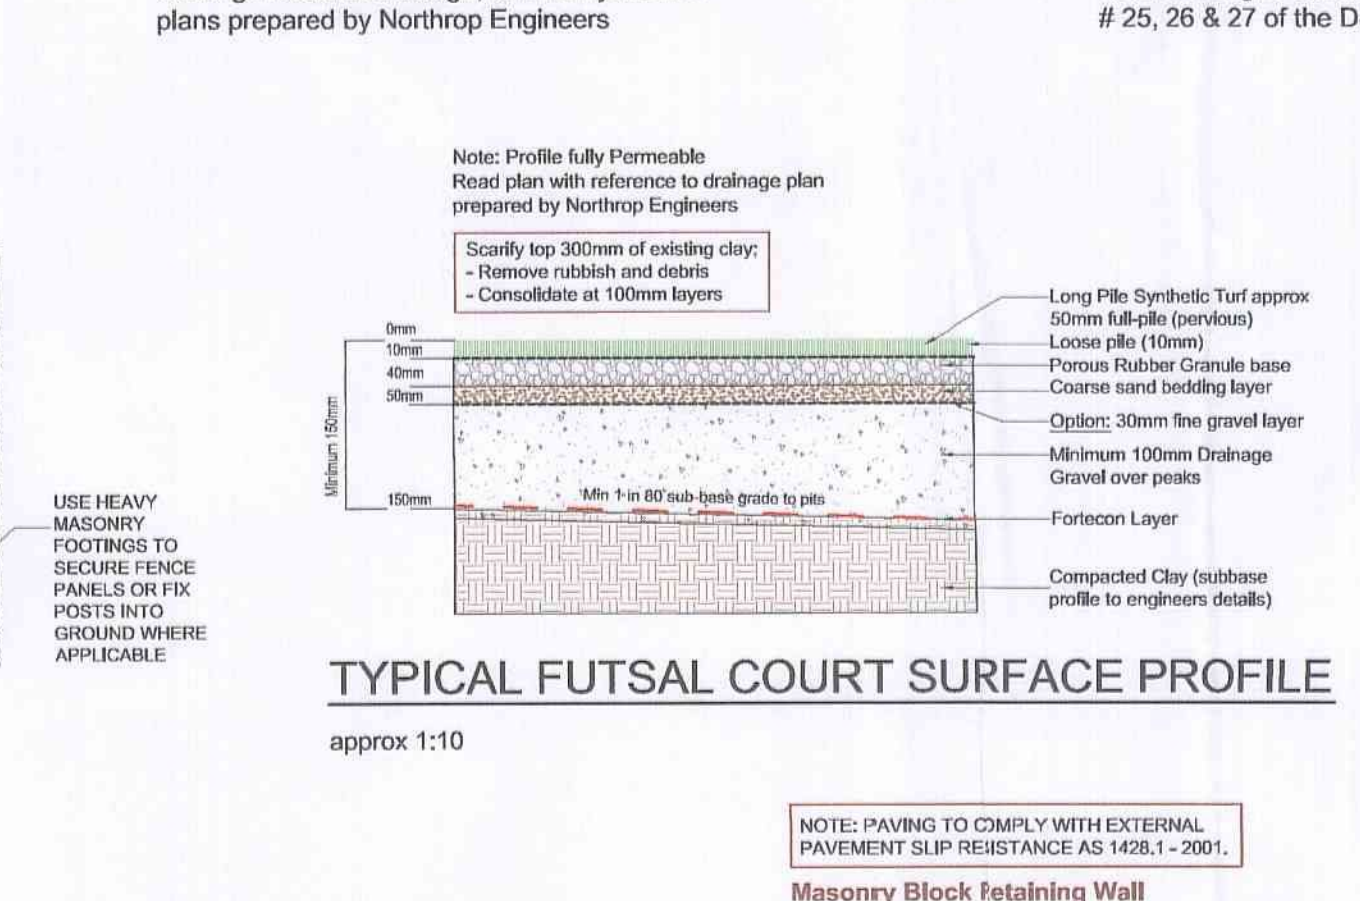 plans prepared by Northrop Engineers
# 25, 26 & 27 of the D
Note: Profile fully Permeable
Read plan with reference to drainage plan
prepared by Northrop Engineers
Scarify top 300mm of existing clay;
- Remove rubbish and debris
- Consolidate at 100mm layers
0mm
10mm
40mm
50mm
150mm
Minimum 150mm
Long Pile Synthetic Turf approx
50mm full-pile (pervious)
Loose pile (10mm)
Porous Rubber Granule base
Coarse sand bedding layer
Option: 30mm fine gravel layer
Minimum 100mm Drainage
Gravel over peaks
Min 1 in 80 sub-base grade to pits
Fortecon Layer
Compacted Clay (subbase
profile to engineers details)
USE HEAVY
MASONRY
FOOTINGS TO
SECURE FENCE
PANELS OR FIX
POSTS INTO
GROUND WHERE
APPLICABLE
TYPICAL FUTSAL COURT SURFACE PROFILE
approx 1:10
NOTE: PAVING TO COMPLY WITH EXTERNAL
PAVEMENT SLIP RESISTANCE AS 1428.1 - 2001.
Masonry Block Retaining Wall